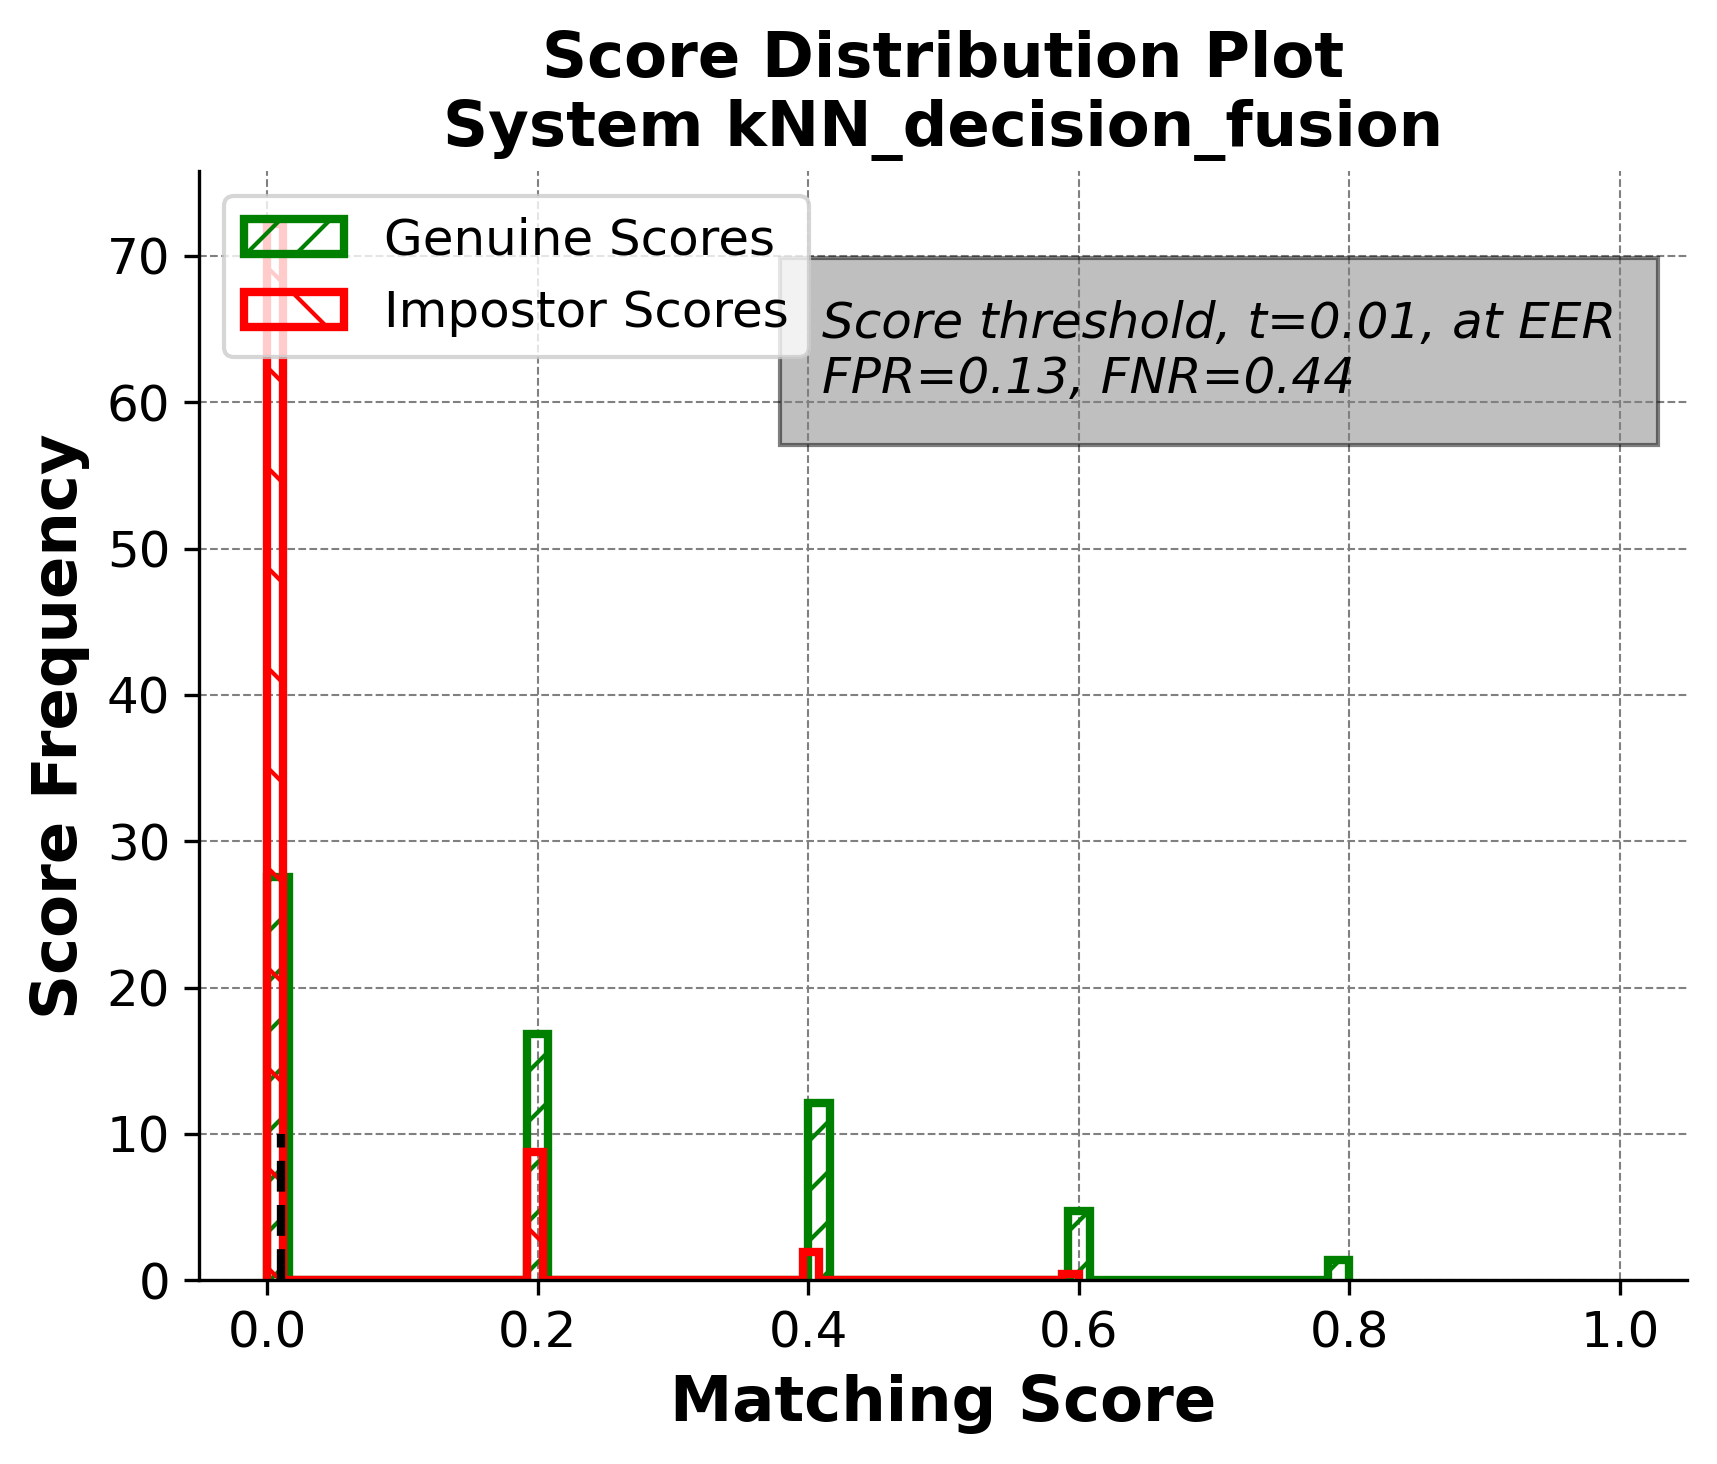 Score Distribution Plot
System kNN_decision_fusion
Genuine Scores
Impostor Scores
Score threshold, t=0.01, at EER
FPR=0.13, FNR=0.44
Score Frequency
70
60
50
40
30
20
10
0
0.0 0.2 0.4 0.6 0.8 1.0
Matching Score